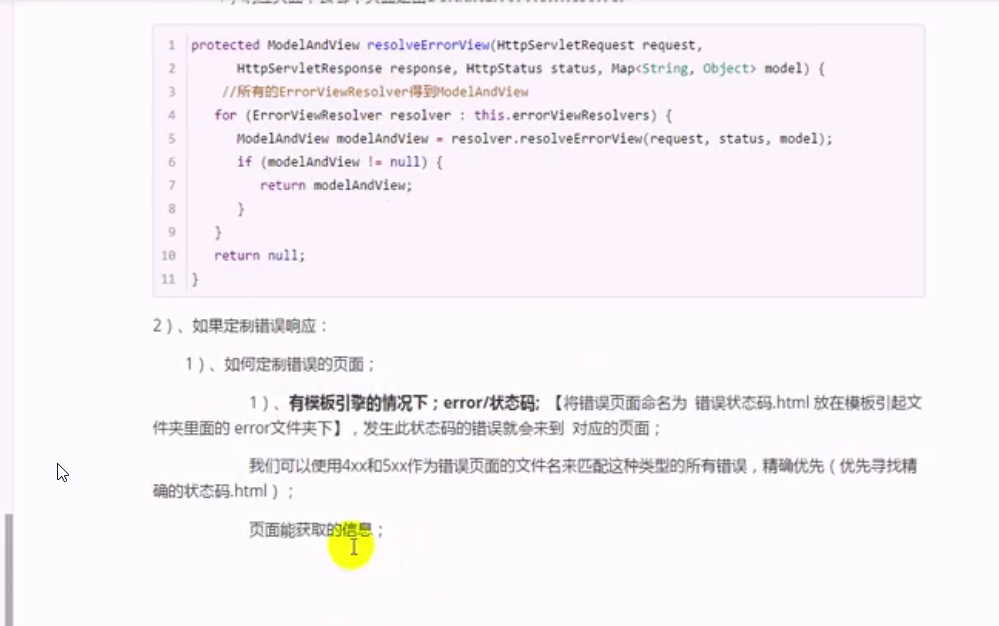 1 protected ModelAndView resolveErrorView(HttpServletRequest request,
2 HttpServletResponse response, HttpStatus status, Map<String, Object> model) {
3 //所有的ErrorViewResolver得到ModelAndView
4 for (ErrorViewResolver resolver : this.errorViewResolvers) {
5 ModelAndView modelAndView = resolver.resolveErrorView(request, status, model);
6 if (modelAndView != null) {
7 return modelAndView;
8 }
9 }
10 return null;
11 }
2）、如果定制错误响应：
1）、如何定制错误的页面；
1）、有模板引擎的情况下；error/状态码; 【将错误页面命名为 错误状态码.html 放在模板引起文
件夹里面的 error文件夹下】，发生此状态码的错误就会来到 对应的页面；
我们可以使用4xx和5xx作为错误页面的文件名来匹配这种类型的所有错误，精确优先（优先寻找精
确的状态码.html）；
页面能获取的信息；